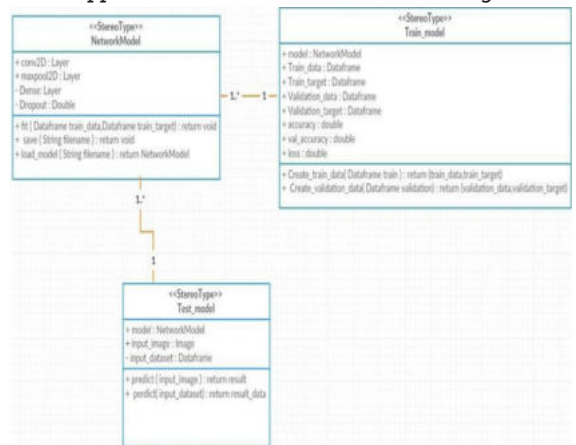 <<StereoType>>
NetworkModel
+ conv2D : Layer
+ maxpool2D : Layer
- Dense: Layer
- Dropout : Double
+ fit ( Dataframe train_data,Dataframe train_target) : return void
+ save ( String filename ) : return void
+ load_model ( String filename ) : return NetworkModel
1..*
1
<<StereoType>>
Train_model
+ model : NetworkModel
+ Train_data : Dataframe
+ Train_target : Dataframe
+ Validation_data : Dataframe
+ Validation_target : Dataframe
+ accuracy : double
+ val_accuracy : double
+ loss : double
+ Create_train_data( Dataframe train ) : return (train_data,train_target)
+ Create_validation_data( Dataframe validation) : return (validation_data,validation_target)
1..*
1
<<StereoType>>
Test_model
+ model : NetworkModel
+ input_image : Image
- input_dataset : Dataframe
+ predict ( input_image ) : return result
+ perdict( input_dataset) : return result_data